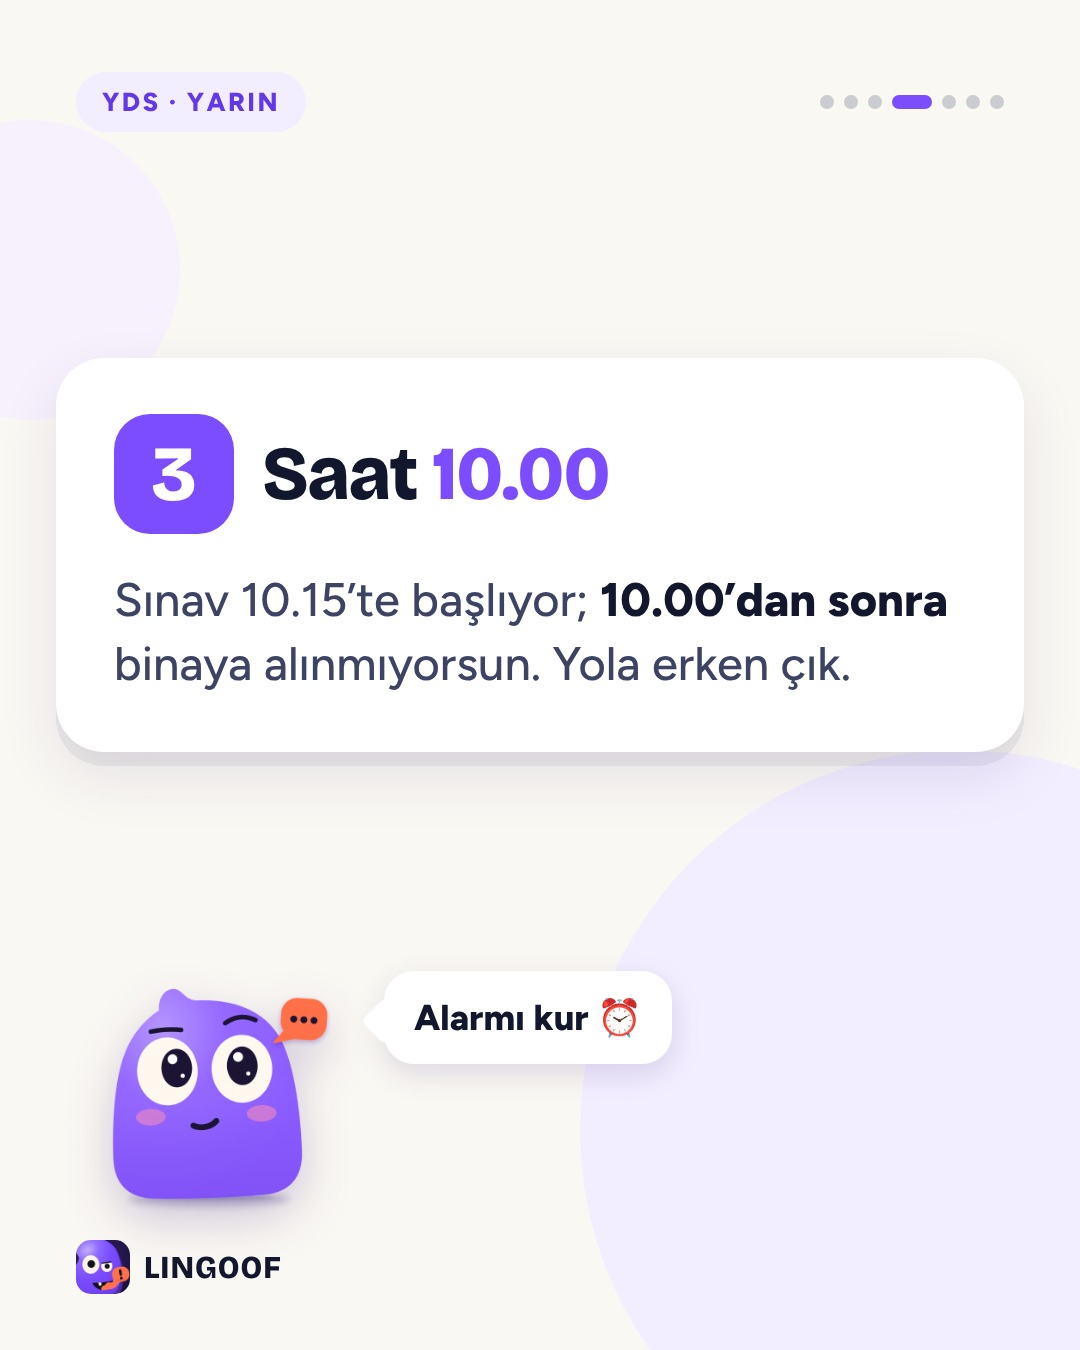 YDS · YARIN
3
Saat 10.00
Sınav 10.15’te başlıyor; 10.00’dan sonra
binaya alınmıyorsun. Yola erken çık.
Alarmı kur ⏰
LINGOOF